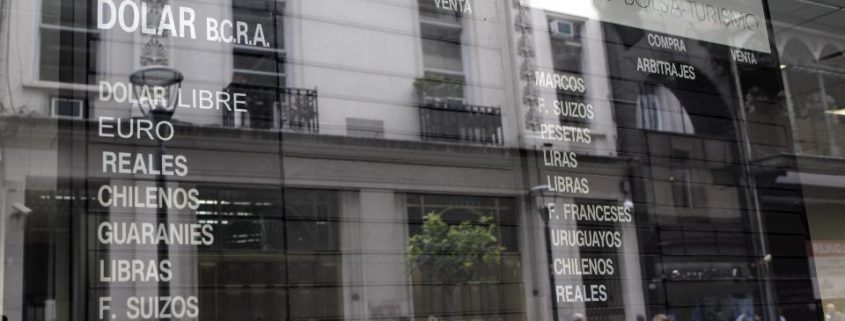 DOLAR B.C.R.A.
DOLAR LIBRE
EURO
REALES
CHILENOS
GUARANIES
LIBRAS
F. SUIZOS
VENTA
BOLSA TURISMO
COMPRA VENTA
ARBITRAJES
MARCOS
F. SUIZOS
PESETAS
LIRAS
LIBRAS
F. FRANCESES
URUGUAYOS
CHILENOS
REALES